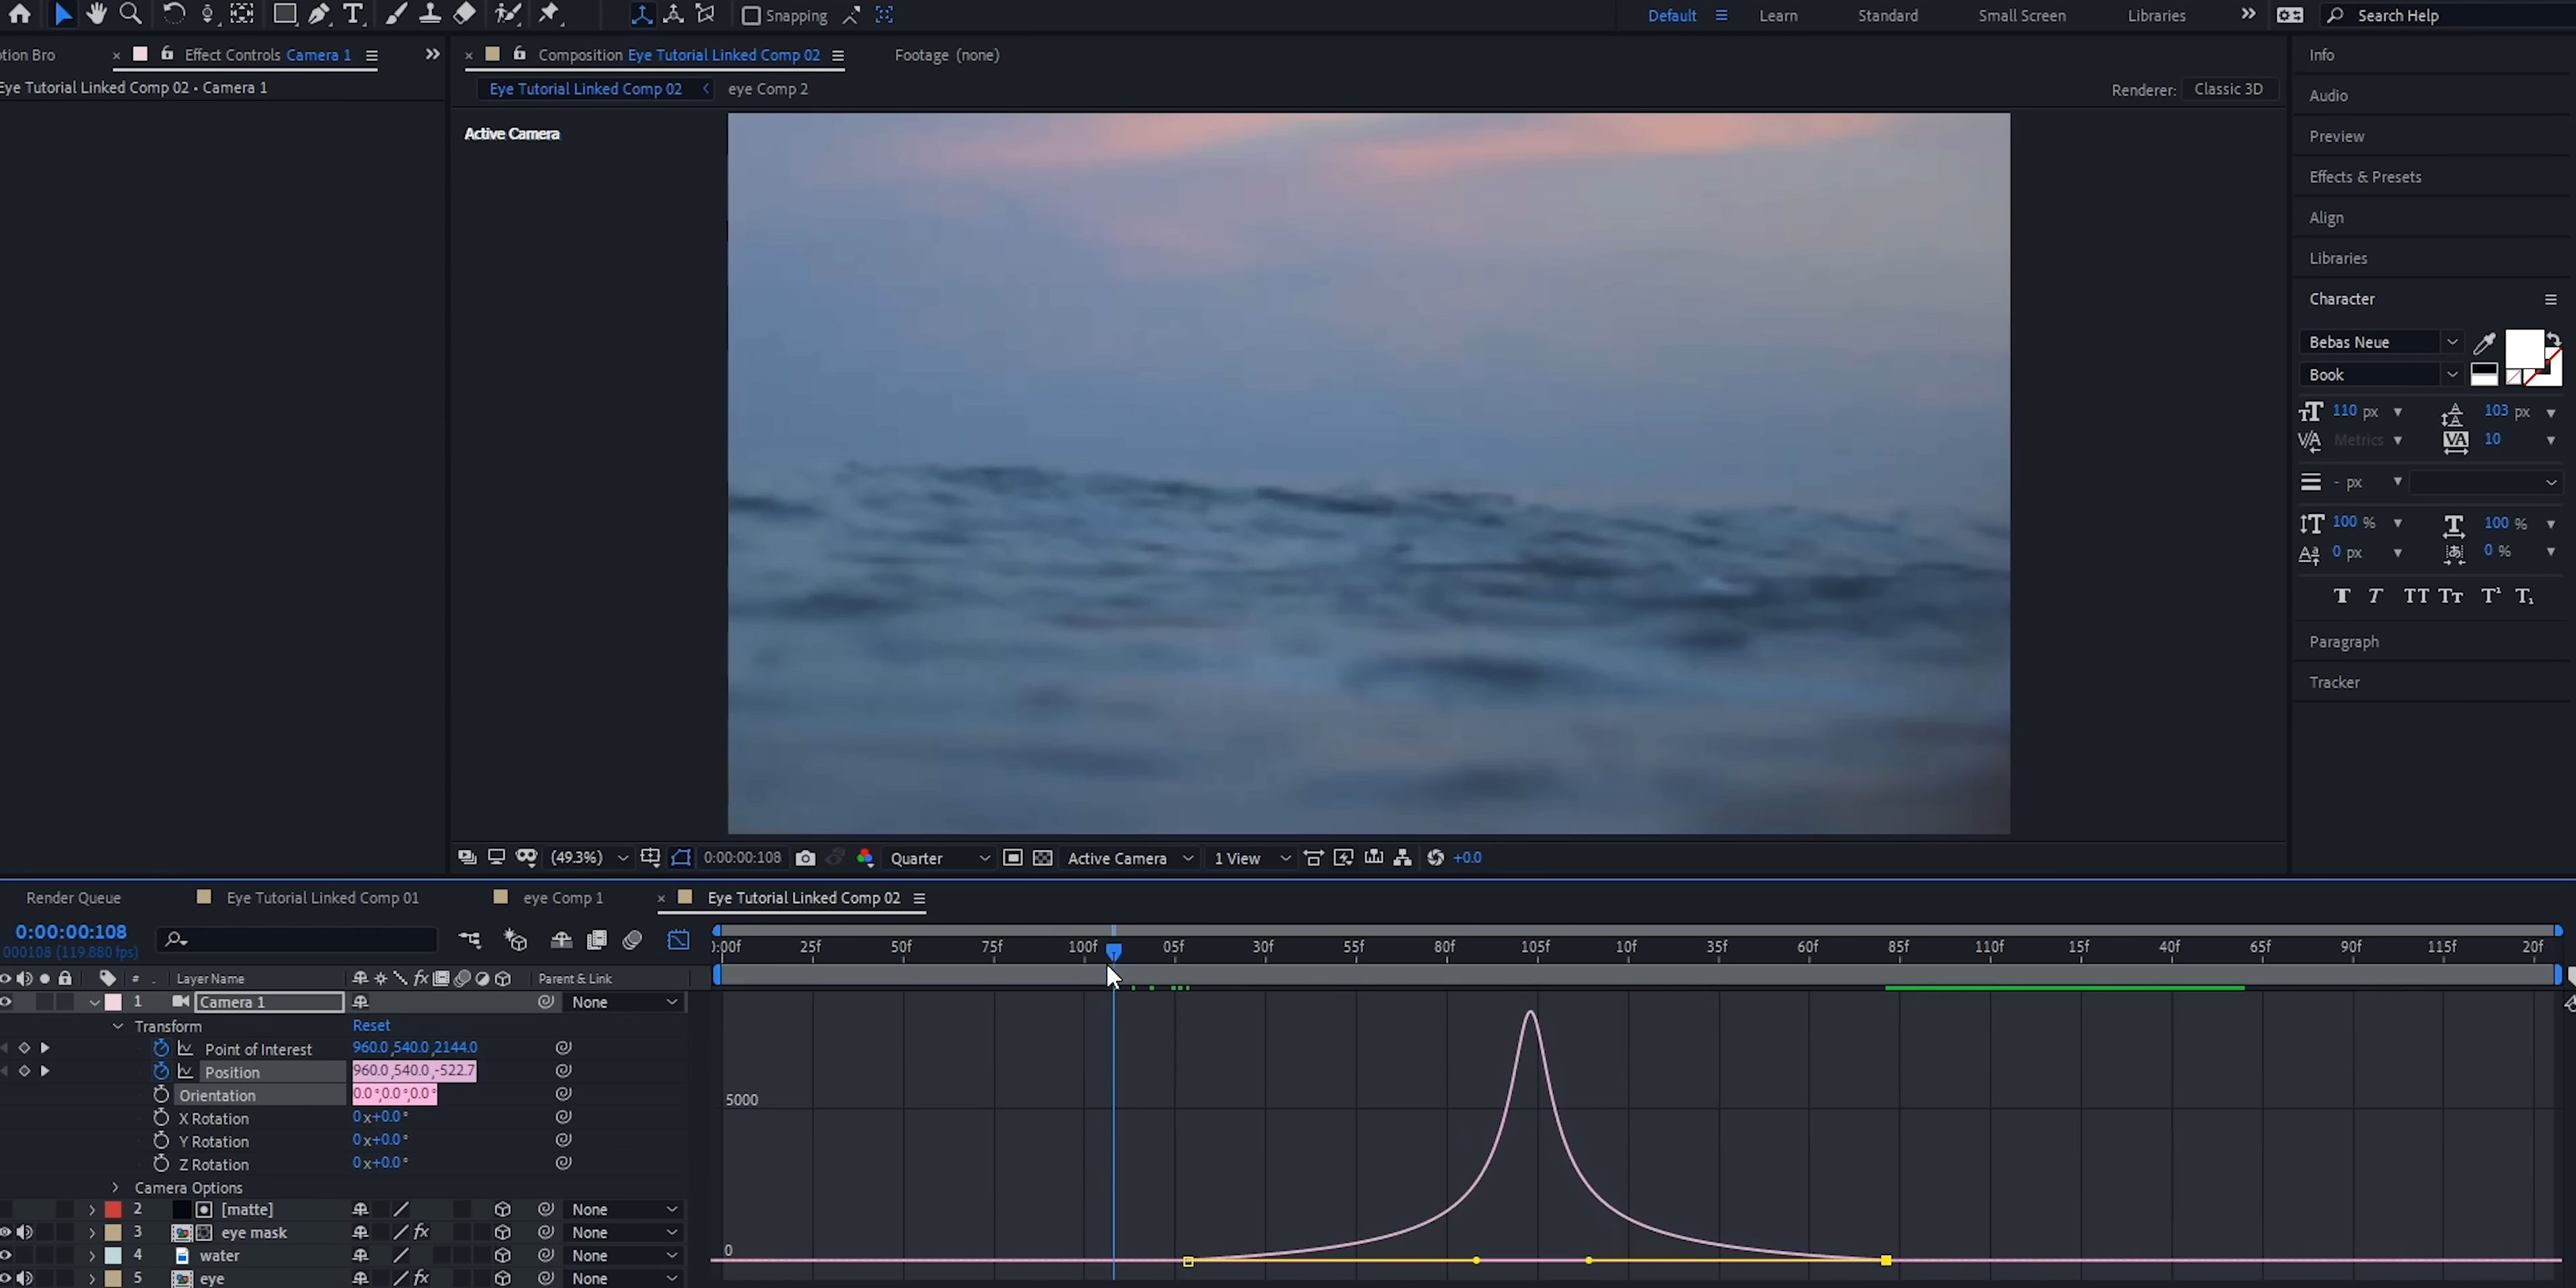 Snapping
Default
Learn
Standard
Small Screen
Libraries
Search Help
tion Bro
Effect Controls Camera 1
Composition Eye Tutorial Linked Comp 02
Footage (none)
Info
Eye Tutorial Linked Comp 02 • Camera 1
Eye Tutorial Linked Comp 02
eye Comp 2
Renderer: Classic 3D
Audio
Active Camera
Preview
Effects & Presets
Align
Libraries
Character
Bebas Neue
Book
110 px
103 px
Metrics
10
- px
100 %
100 %
0 px
0 %
Paragraph
Tracker
(49.3%)
0:00:00:108
Quarter
Active Camera
1 View
+0.0
Render Queue
Eye Tutorial Linked Comp 01
eye Comp 1
Eye Tutorial Linked Comp 02
0:00:00:108
000108 (119.880 fps)
):00f 25f 50f 75f 100f 05f 30f 55f 80f 105f 10f 35f 60f 85f 110f 15f 40f 65f 90f 115f 20f
# Layer Name
Parent & Link
1 Camera 1 None
Transform Reset
Point of Interest 960.0,540.0,2144.0
Position 960.0,540.0,-522.7
Orientation 0.0°,0.0°,0.0°
X Rotation 0x+0.0°
Y Rotation 0x+0.0°
Z Rotation 0x+0.0°
Camera Options
2 [matte] None
3 eye mask None
4 water None
5 eye None
5000
0